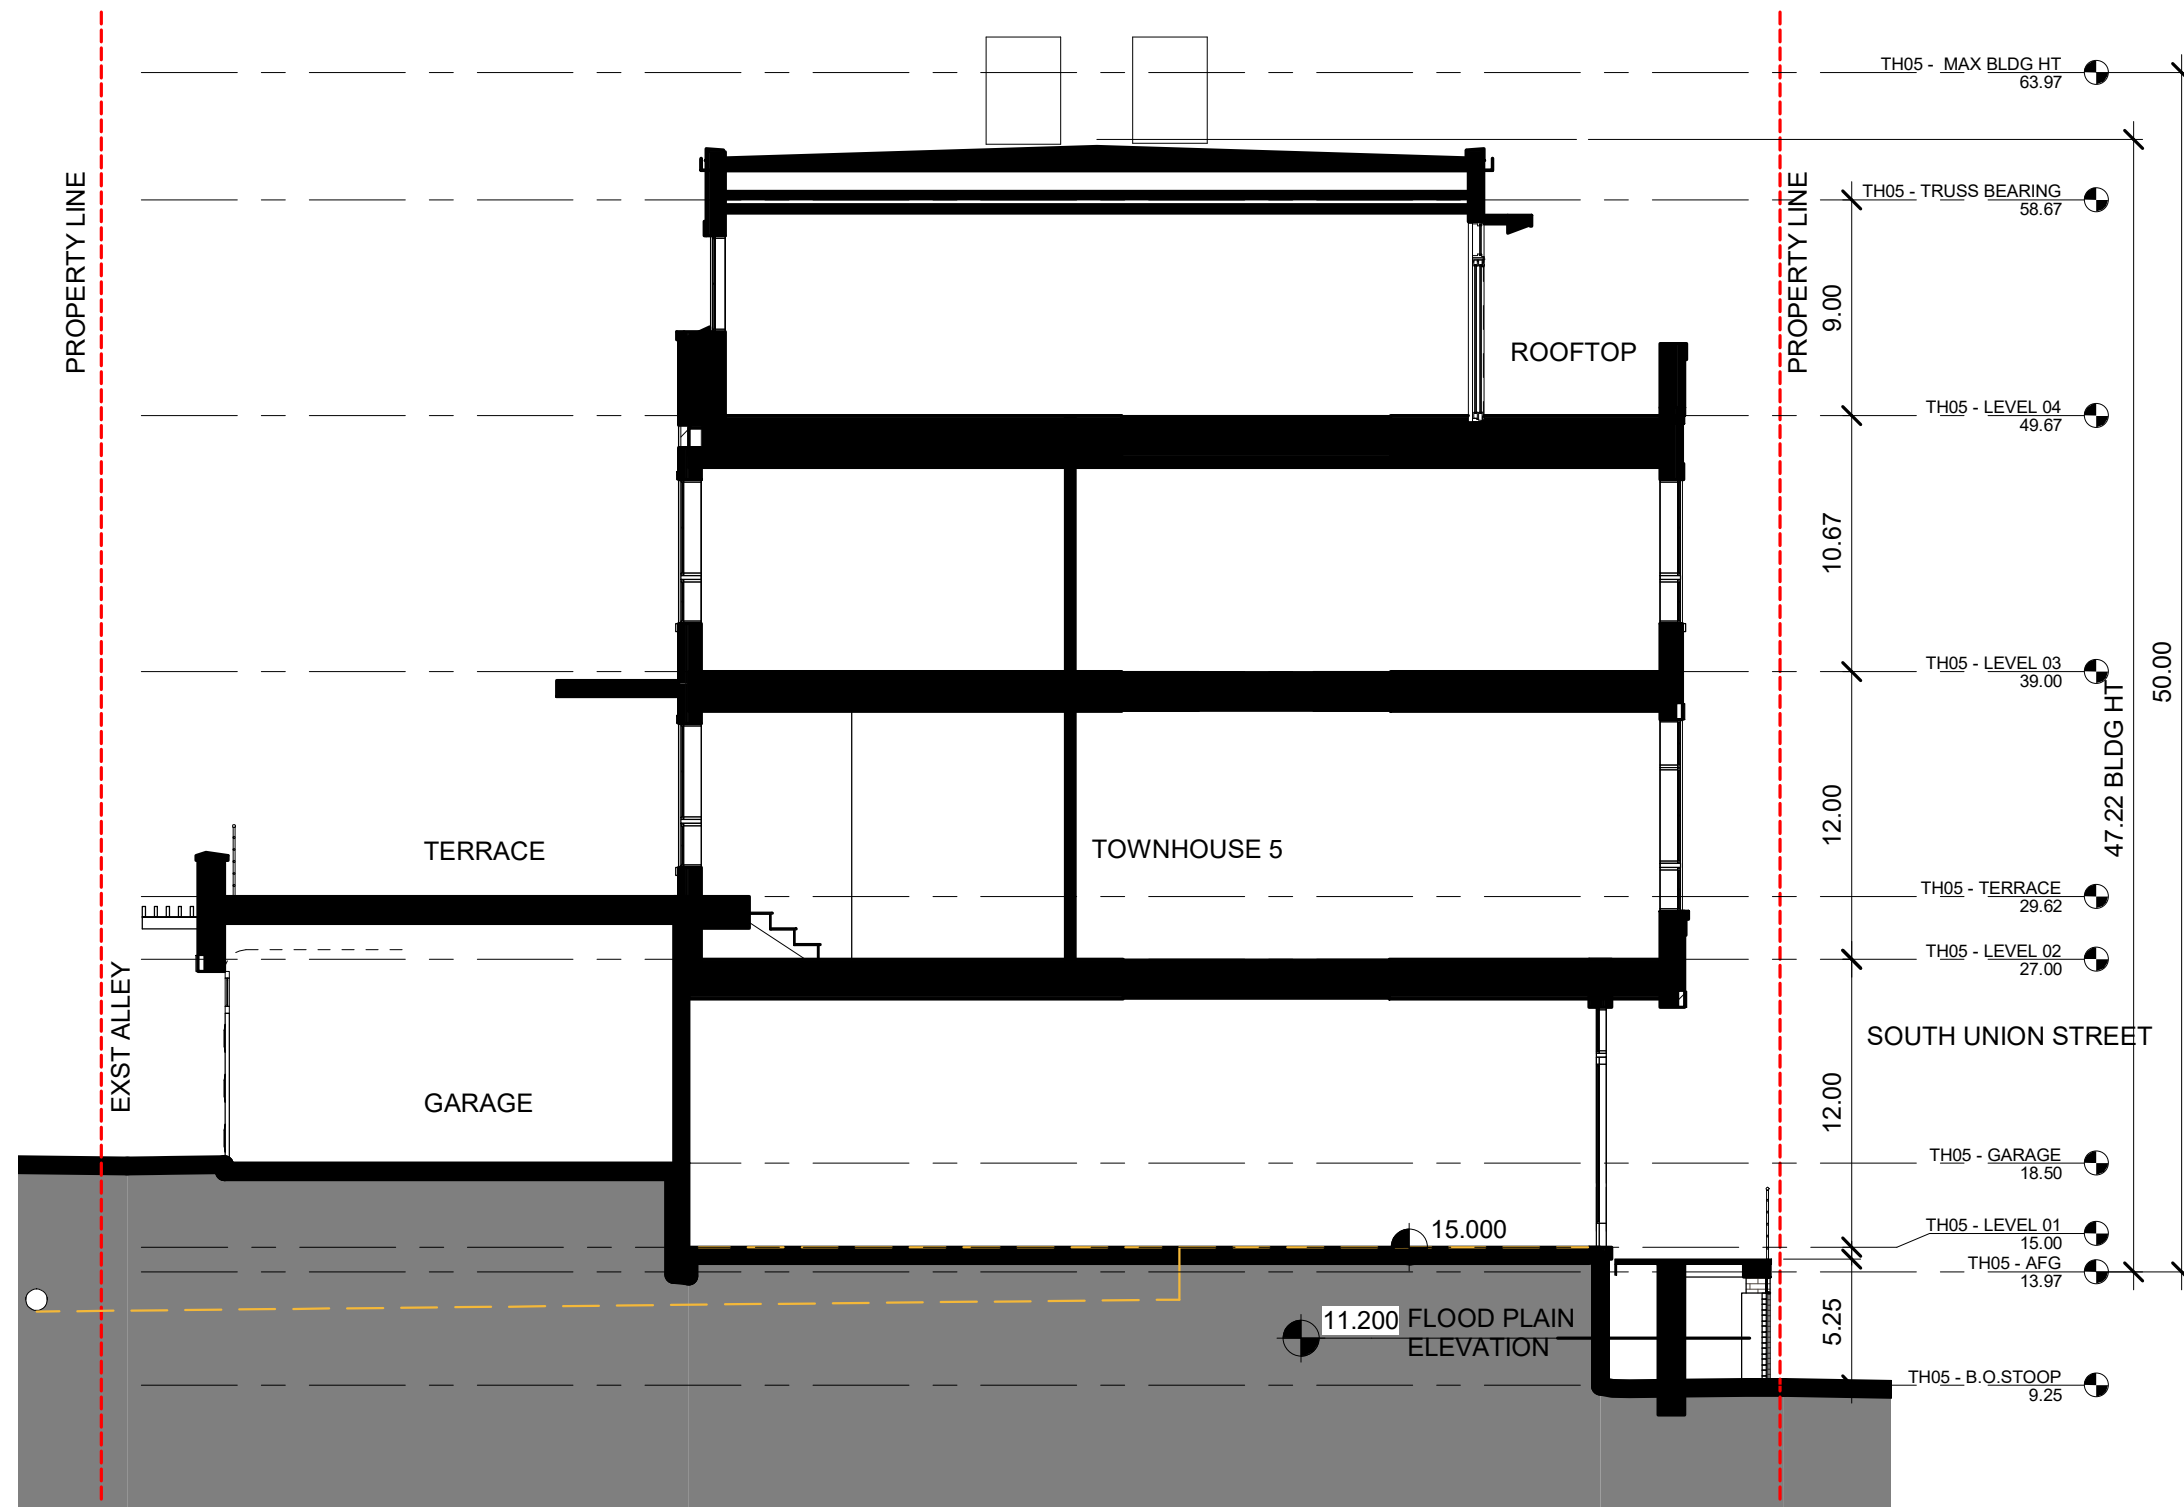 TH05 - MAX BLDG HT
63.97
PROPERTY LINE
PROPERTY LINE
TH05 - TRUSS BEARING
58.67
9.00
ROOFTOP
TH05 - LEVEL 04
49.67
10.67
TH05 - LEVEL 03
39.00
50.00
47.22 BLDG HT
12.00
TERRACE
TOWNHOUSE 5
TH05 - TERRACE
29.62
TH05 - LEVEL 02
27.00
EXST ALLEY
SOUTH UNION STREET
GARAGE
12.00
TH05 - GARAGE
18.50
15.000
TH05 - LEVEL 01
15.00
TH05 - AFG
13.97
11.200 FLOOD PLAIN
ELEVATION
5.25
TH05 - B.O.STOOP
9.25